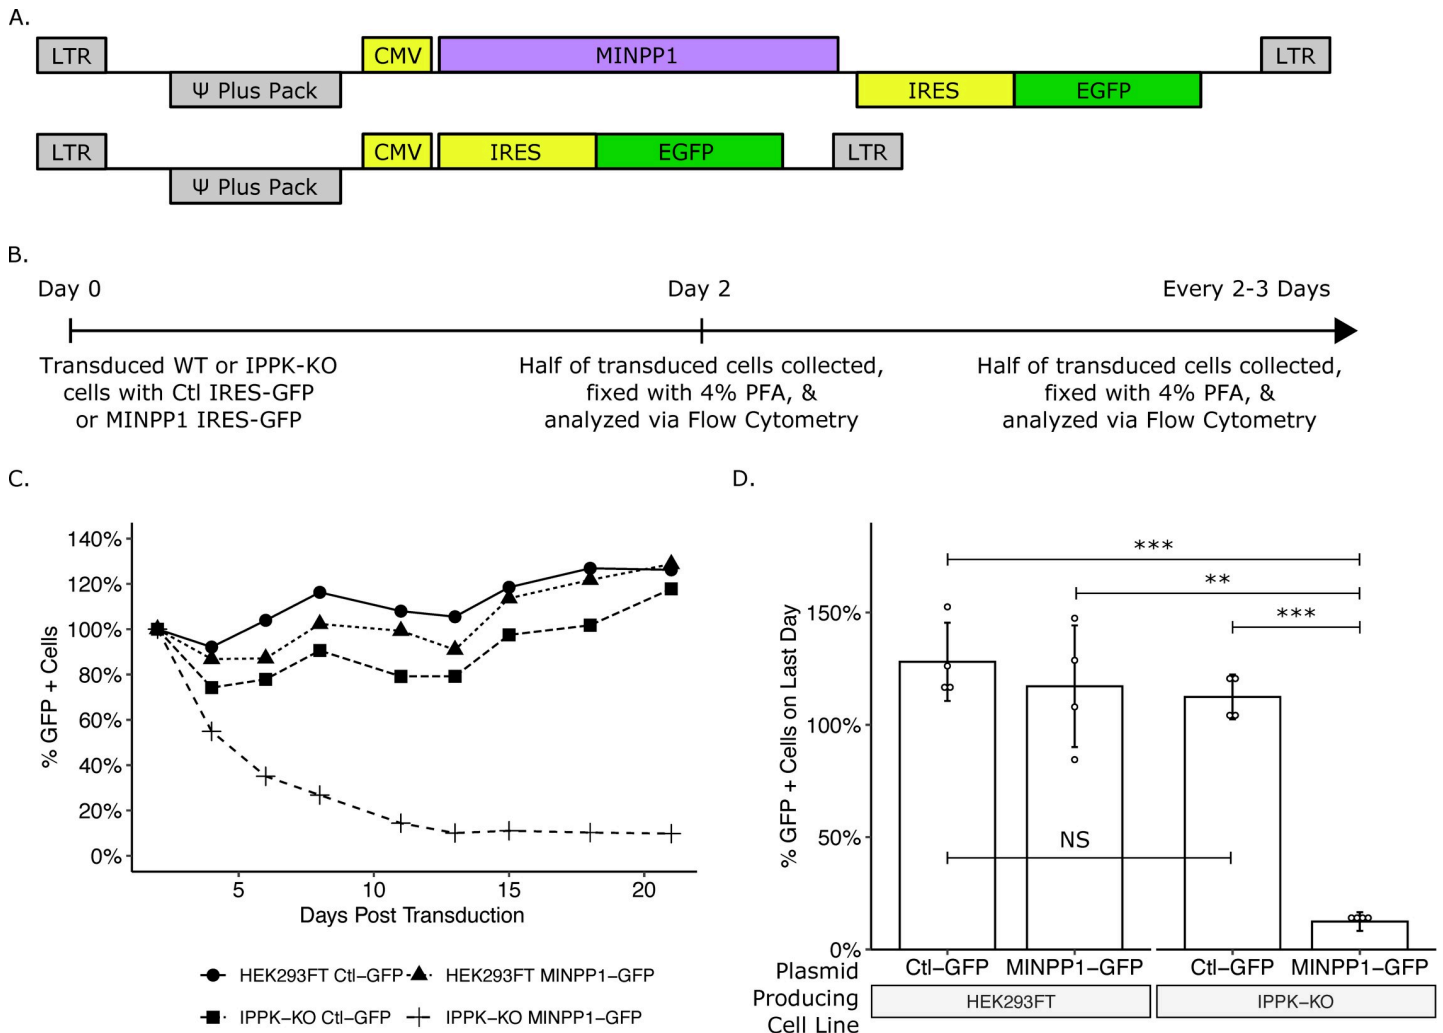 A.
LTR CMV MINPP1 LTR
Ψ Plus Pack IRES EGFP
LTR CMV IRES EGFP LTR
Ψ Plus Pack
B.
Day 0 Day 2 Every 2-3 Days
Transduced WT or IPPK-KO
cells with Ctl IRES-GFP
or MINPP1 IRES-GFP
Half of transduced cells collected,
fixed with 4% PFA, &
analyzed via Flow Cytometry
Half of transduced cells collected,
fixed with 4% PFA, &
analyzed via Flow Cytometry
C.
% GFP + Cells
140%
120%
100%
80%
60%
40%
20%
0%
5 10 15 20
Days Post Transduction
HEK293FT Ctl−GFP HEK293FT MINPP1−GFP
IPPK−KO Ctl−GFP IPPK−KO MINPP1−GFP
D.
% GFP + Cells on Last Day
***
**
***
NS
150%
100%
50%
0%
Ctl−GFP MINPP1−GFP Ctl−GFP MINPP1−GFP
HEK293FT IPPK−KO
Plasmid
Producing
Cell Line